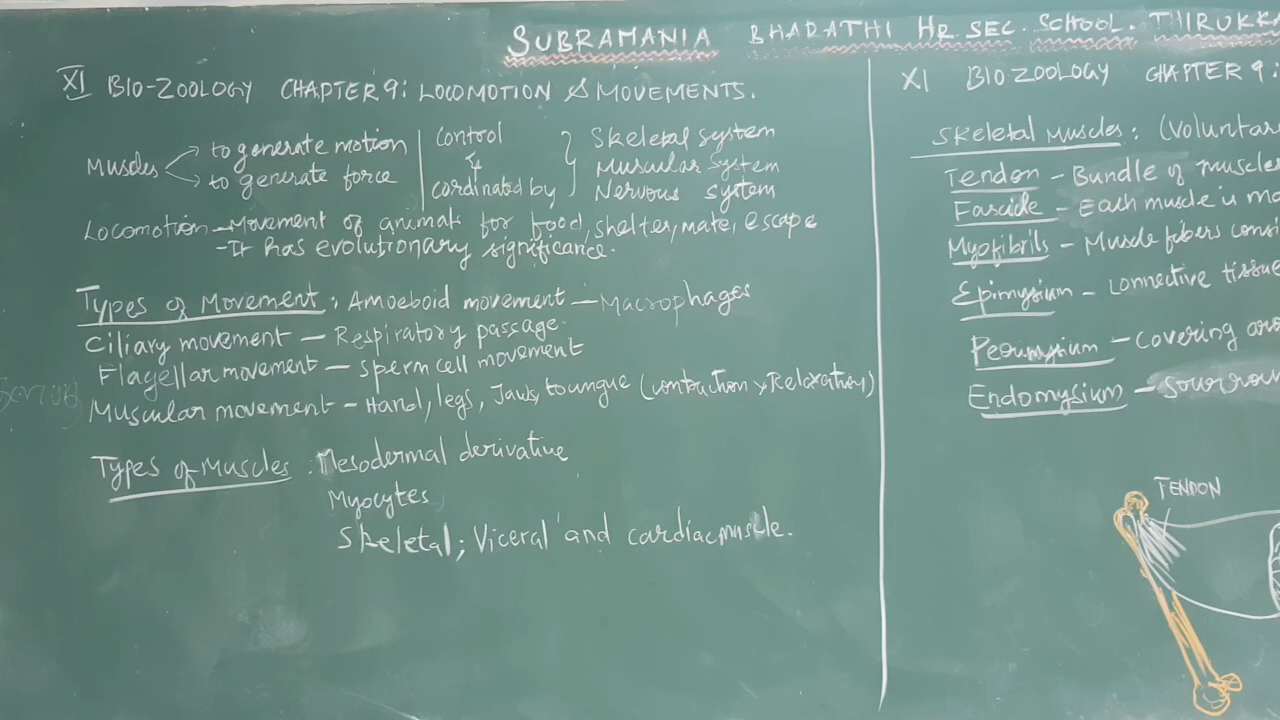 SUBRAMANIA BHARATHI HR. SEC. SCHOOL. THIRUKKA
XI BIO-ZOOLOGY CHAPTER 9: LOCOMOTION & MOVEMENTS.
Muscles to generate motion
to generate force
control
&
cordinated by
Skeletal system
Muscular system
Nervous system
Locomotion - Movement of animals for food, shelter, mate, escape
- It has evolutionary significance.
Types of Movement: Amoeboid movement - Macrophages
Ciliary movement - Respiratory passage.
Flagellar movement - Sperm cell movement
Muscular movement - Hand, legs, Jaws, toungue (contraction & Relaxation)
Types of Muscles: Mesodermal derivative
Myocytes
Skeletal; Viceral and cardiac muscle.
XI BIO ZOOLOGY CHAPTER 9:
Skeletal Muscles: (Voluntar
Tendon - Bundle of muscles
Fascicle - Each muscle is ma
Myofibrils - Muscle fibers consi
Epimysium - connective tissue
Perimysium - covering aro
Endomysium - sourroun
TENDON